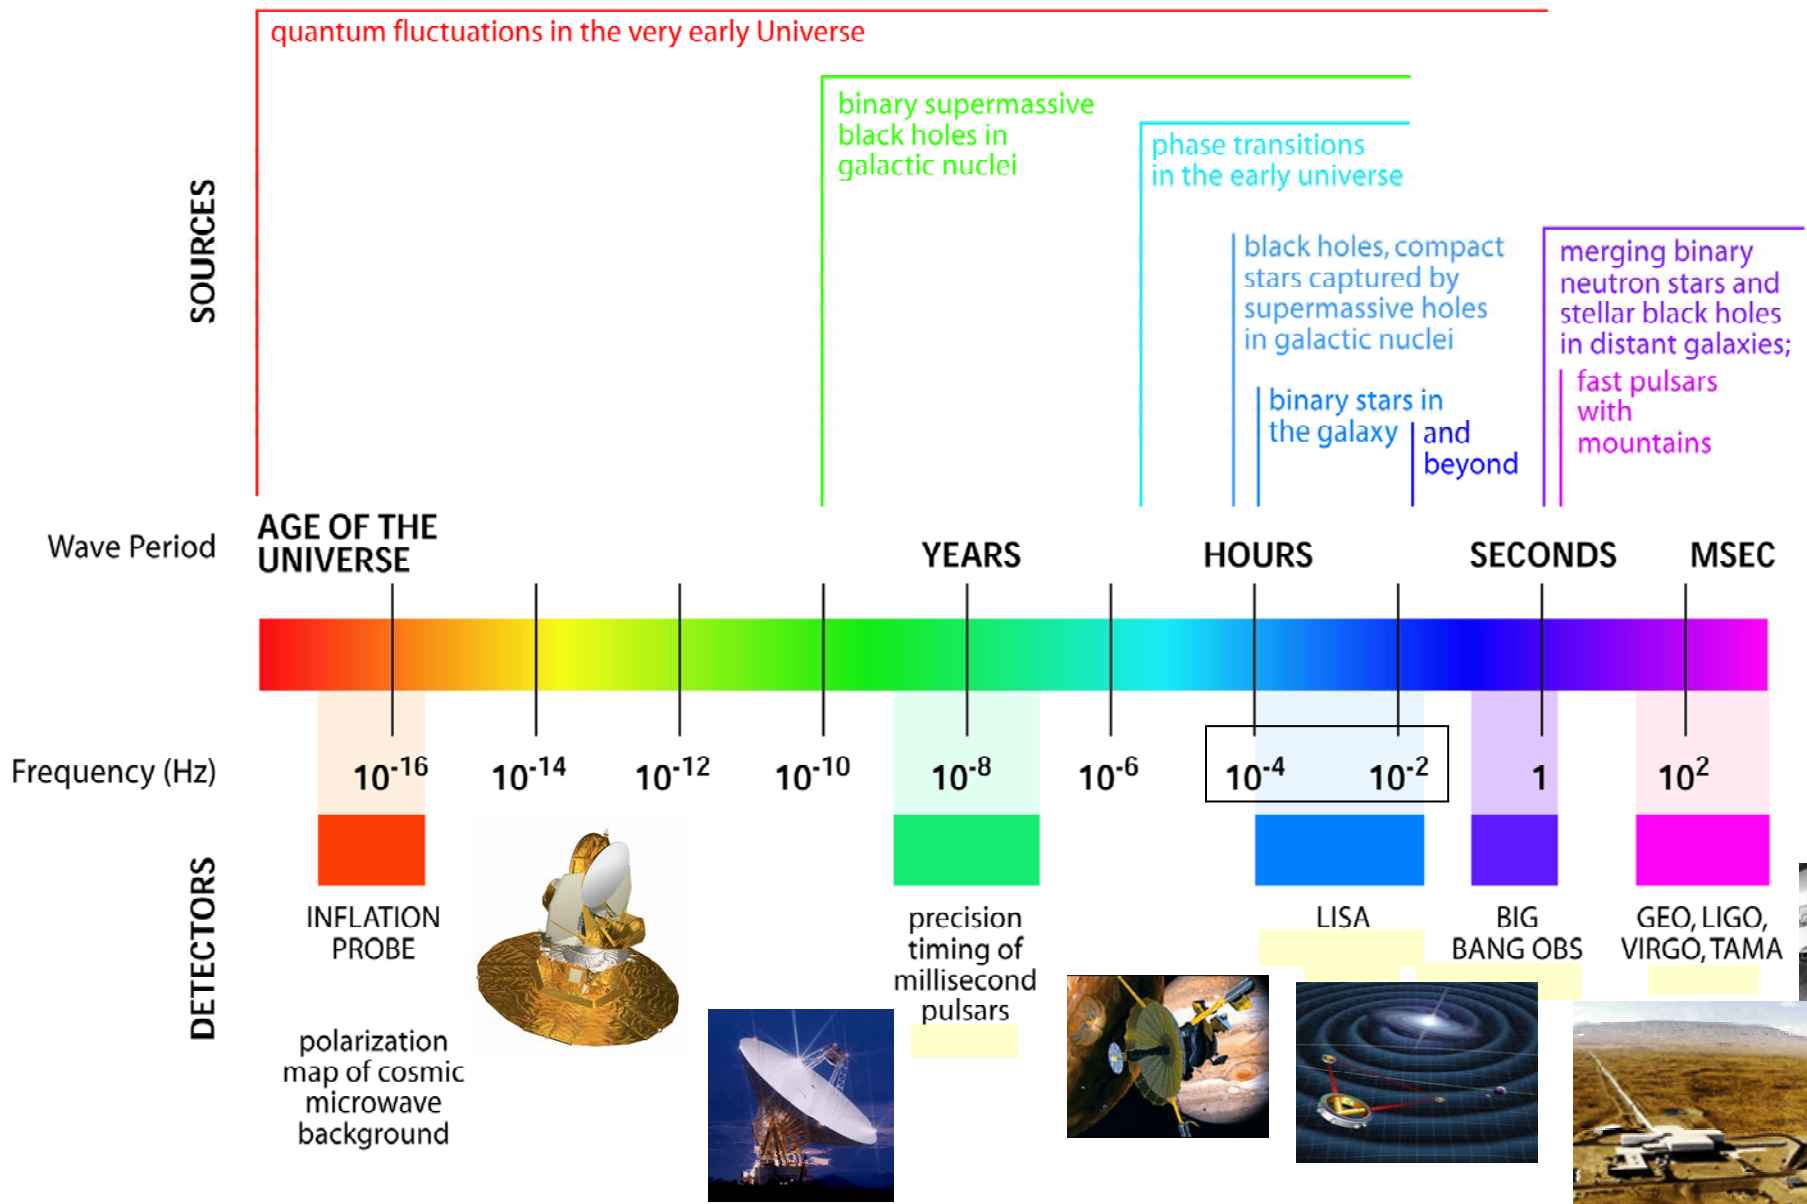 quantum fluctuations in the very early Universe
binary supermassive
black holes in
galactic nuclei
phase transitions
in the early universe
black holes, compact
stars captured by
supermassive holes
in galactic nuclei
binary stars in
the galaxy
and
beyond
merging binary
neutron stars and
stellar black holes
in distant galaxies;
fast pulsars
with
mountains
SOURCES
Wave Period
AGE OF THE
UNIVERSE
YEARS
HOURS
SECONDS
MSEC
Frequency (Hz)
10⁻¹⁶
10⁻¹⁴
10⁻¹²
10⁻¹⁰
10⁻⁸
10⁻⁶
10⁻⁴
10⁻²
1
10²
DETECTORS
INFLATION
PROBE
polarization
map of cosmic
microwave
background
precision
timing of
millisecond
pulsars
LISA
BIG
BANG OBS
GEO, LIGO,
VIRGO, TAMA